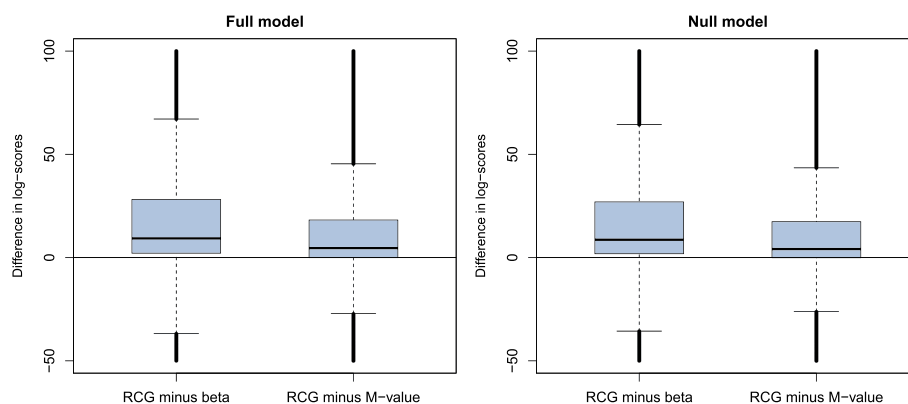 Full model
Difference in log−scores
100
50
0
−50
RCG minus beta
RCG minus M−value
Null model
Difference in log−scores
100
50
0
−50
RCG minus beta
RCG minus M−value